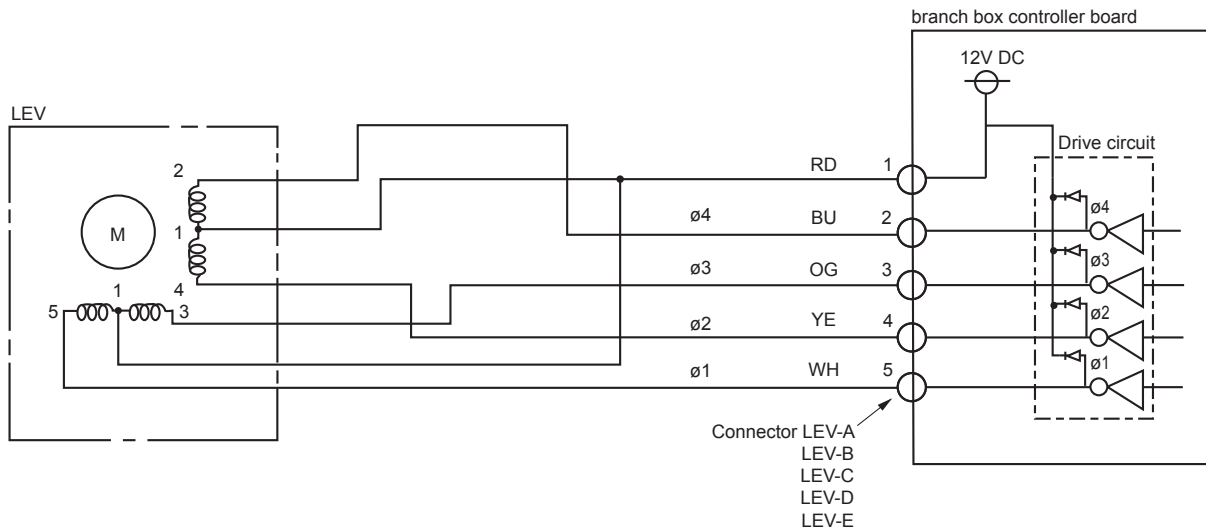 branch box controller board
12V DC
LEV
Drive circuit
2
RD 1
ø4
M
1
ø4 BU 2
ø3
4
ø3 OG 3
5 1 3
ø2
ø2 YE 4
ø1
ø1 WH 5
Connector LEV-A
LEV-B
LEV-C
LEV-D
LEV-E